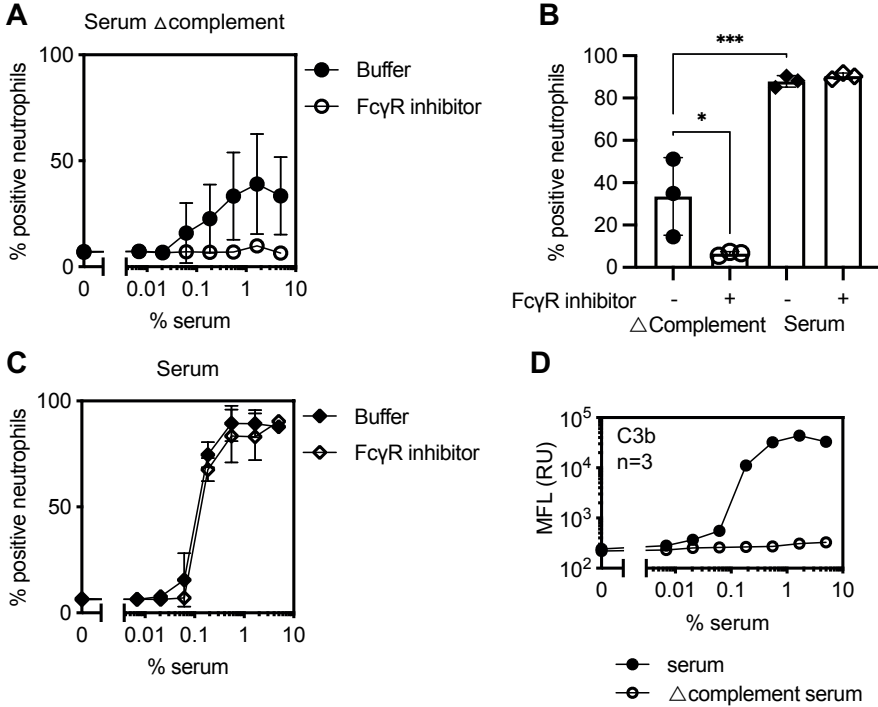 A
Serum △complement
Buffer
FcγR inhibitor
% positive neutrophils
100
50
0
0 0.01 0.1 1 10
% serum
B
% positive neutrophils
100
80
60
40
20
0
***
*
FcγR inhibitor - + - +
△Complement Serum
C
Serum
Buffer
FcγR inhibitor
% positive neutrophils
100
50
0
0 0.01 0.1 1 10
% serum
D
C3b
n=3
MFL (RU)
10⁵
10⁴
10³
10²
0 0.01 0.1 1 10
% serum
serum
△complement serum